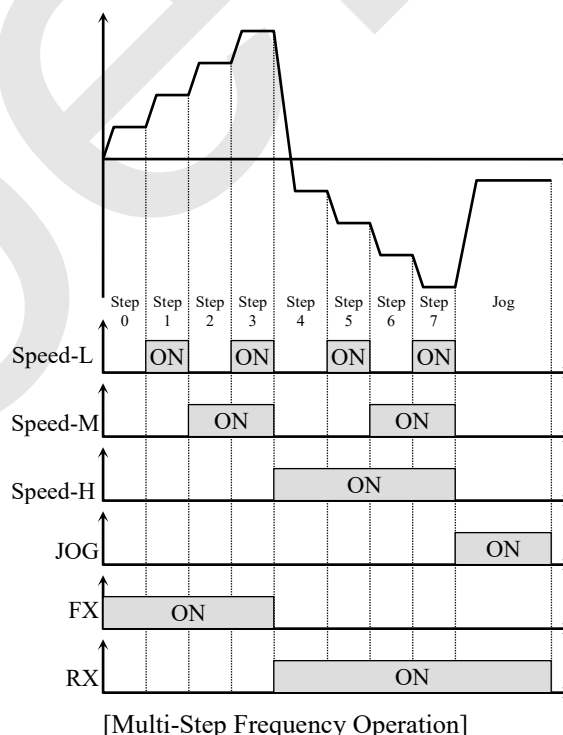 Step 0
Step 1
Step 2
Step 3
Step 4
Step 5
Step 6
Step 7
Jog
Speed-L ON ON ON ON
Speed-M ON ON
Speed-H ON
JOG ON
FX ON
RX ON
[Multi-Step Frequency Operation]